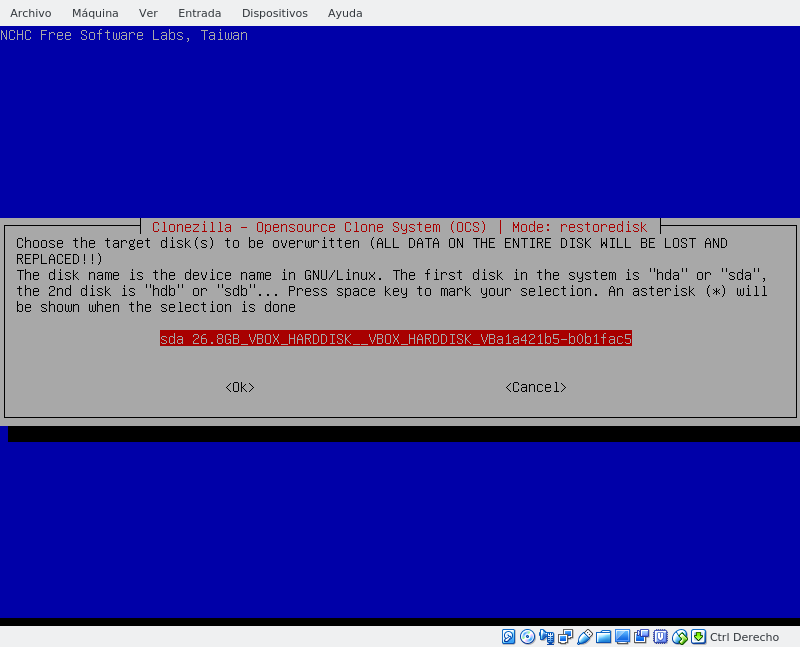 Archivo Máquina Ver Entrada Dispositivos Ayuda
NCHC Free Software Labs, Taiwan
Clonezilla - Opensource Clone System (OCS) | Mode: restoredisk
Choose the target disk(s) to be overwritten (ALL DATA ON THE ENTIRE DISK WILL BE LOST AND
REPLACED!!)
The disk name is the device name in GNU/Linux. The first disk in the system is "hda" or "sda",
the 2nd disk is "hdb" or "sdb"... Press space key to mark your selection. An asterisk (*) will
be shown when the selection is done
sda 26.8GB_VBOX_HARDDISK__VBOX_HARDDISK_VBa1a421b5-b0b1fac5
<Ok> <Cancel>
Ctrl Derecho